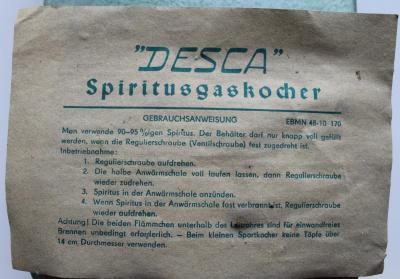 "DESCA"
Spiritusgaskocher
GEBRAUCHSANWEISUNG EBMN 48-10 170
Man verwende 90–95%igen Spiritus. Der Behälter darf nur knapp voll gefüllt
werden, wenn die Regulierschraube (Ventilschraube) fest zugedreht ist.
Inbetriebnahme:
1. Regulierschraube aufdrehen.
2. Die halbe Anwärmschale voll laufen lassen, dann Regulierschraube
wieder zudrehen.
3. Spiritus in der Anwärmschale anzünden.
4. Wenn Spiritus in der Anwärmschale fast verbrannt ist, Regulierschraube
wieder aufdrehen.
Achtung! Die beiden Flämmchen unterhalb des sind für einwandfreies
Brennen unbedingt erforderlich. — Beim kleinen Sportkocher keine Töpfe über
14 cm Durchmesser verwenden.